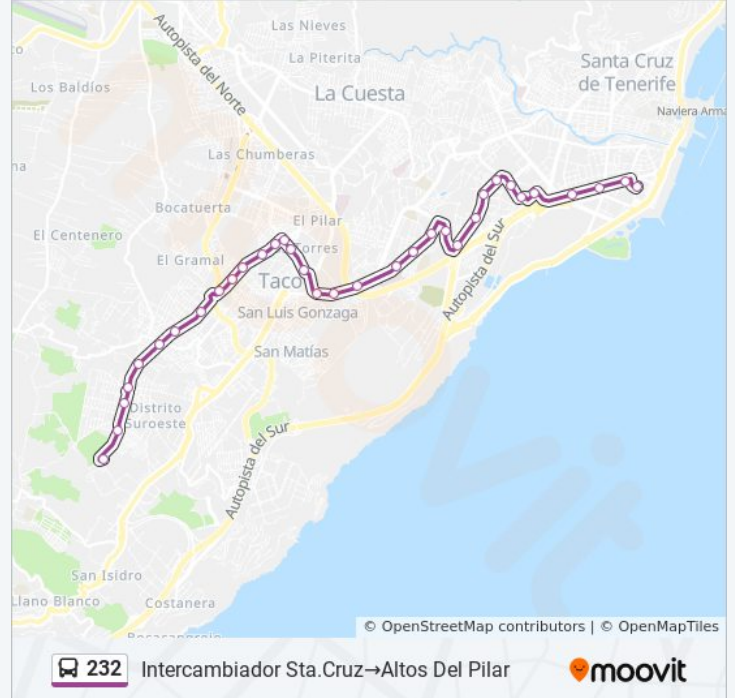 Las Nieves
Autopista del Norte
La Piterita
Santa Cruz
de Tenerife
Los Baldíos
La Cuesta
Naviera Arma
Las Chumberas
Bocatuerta
El Pilar
El Centenero
Torres
El Gramal
Taco
Autopista del Sur
San Luis Gonzaga
San Matías
Distrito
Suroeste
Autopista del Sur
San Isidro
Llano Blanco
Costanera
© OpenStreetMap contributors | © OpenMapTiles
232 Intercambiador Sta.Cruz→Altos Del Pilar
moovit